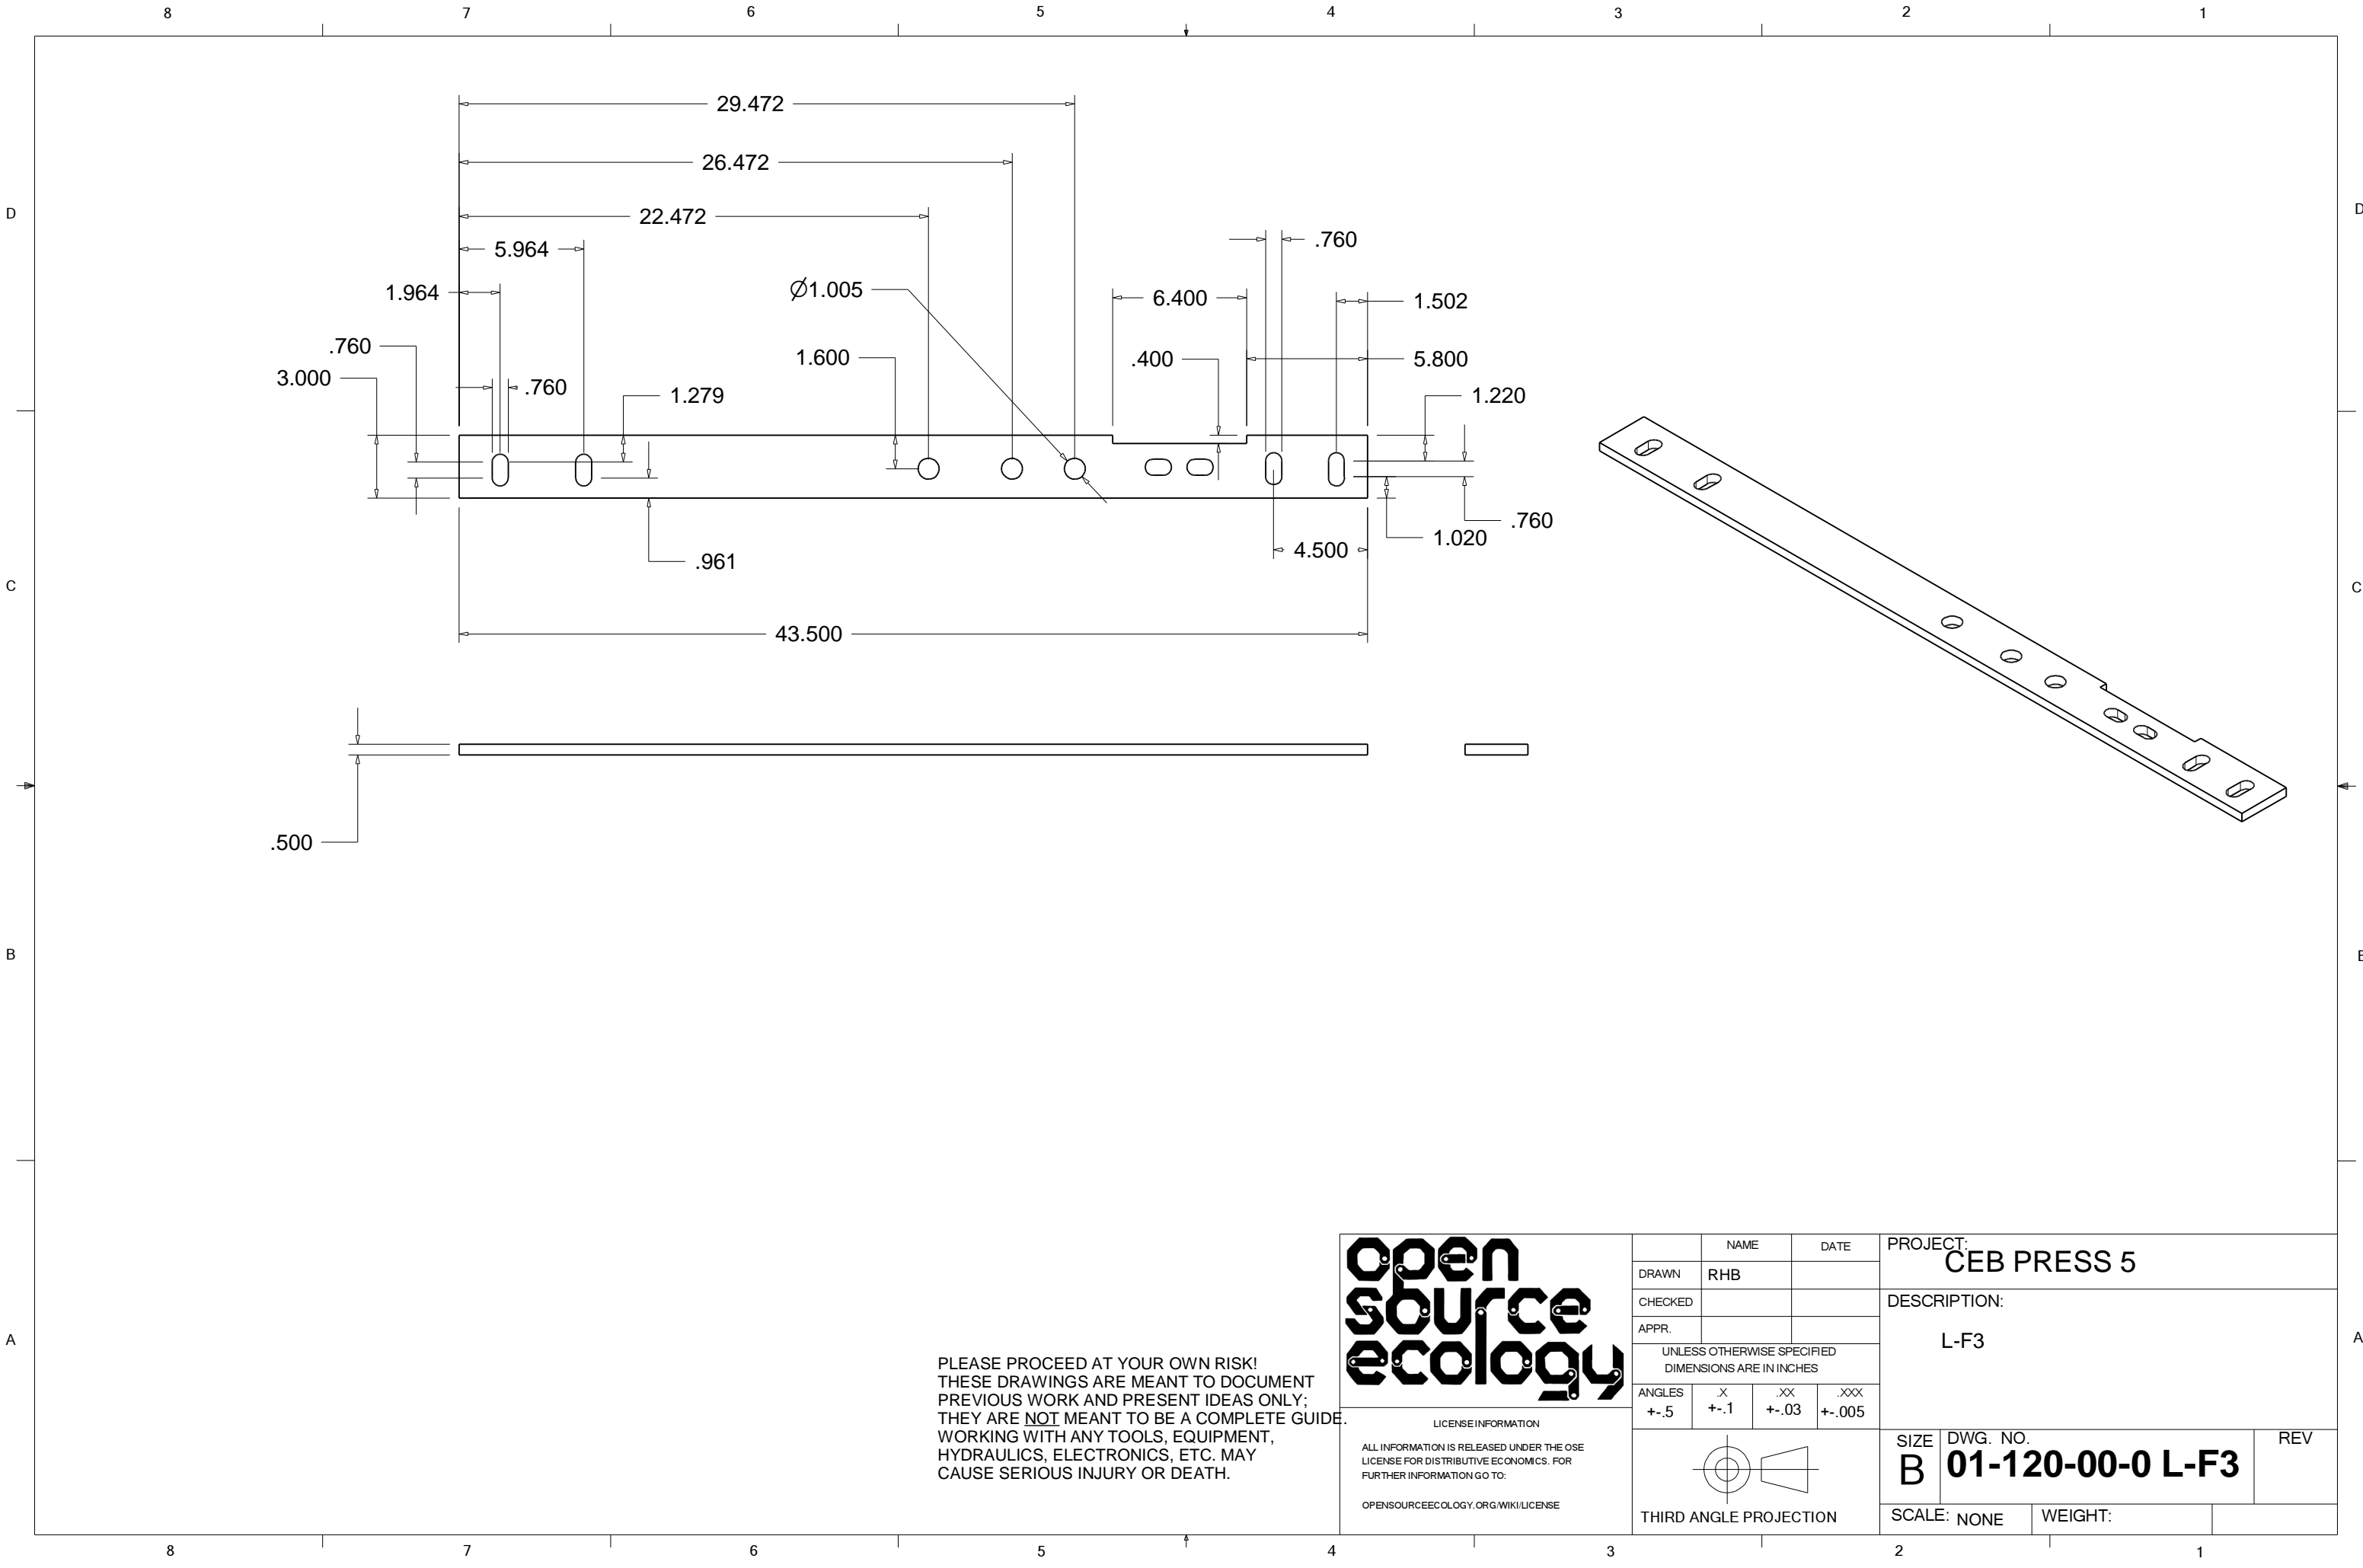 8 7 6 5 4 3 2 1
D D
C C
B B
A A
29.472
26.472
22.472
5.964
.760
1.964
Ø1.005
6.400
1.502
.760
1.600
.400
5.800
3.000
.760
1.279
1.220
.760
1.020
4.500
.961
43.500
.500
PLEASE PROCEED AT YOUR OWN RISK!
THESE DRAWINGS ARE MEANT TO DOCUMENT
PREVIOUS WORK AND PRESENT IDEAS ONLY;
THEY ARE NOT MEANT TO BE A COMPLETE GUIDE.
WORKING WITH ANY TOOLS, EQUIPMENT,
HYDRAULICS, ELECTRONICS, ETC. MAY
CAUSE SERIOUS INJURY OR DEATH.
open
source
ecology
LICENSE INFORMATION
ALL INFORMATION IS RELEASED UNDER THE OSE
LICENSE FOR DISTRIBUTIVE ECONOMICS. FOR
FURTHER INFORMATION GO TO:
OPENSOURCEECOLOGY.ORG/WIKI/LICENSE
NAME DATE
DRAWN RHB
CHECKED
APPR.
UNLESS OTHERWISE SPECIFIED
DIMENSIONS ARE IN INCHES
ANGLES .X .XX .XXX
+-.5 +-.1 +-.03 +-.005
THIRD ANGLE PROJECTION
PROJECT:
CEB PRESS 5
DESCRIPTION:
L-F3
SIZE DWG. NO. REV
B 01-120-00-0 L-F3
SCALE: NONE WEIGHT:
8 7 6 5 4 3 2 1